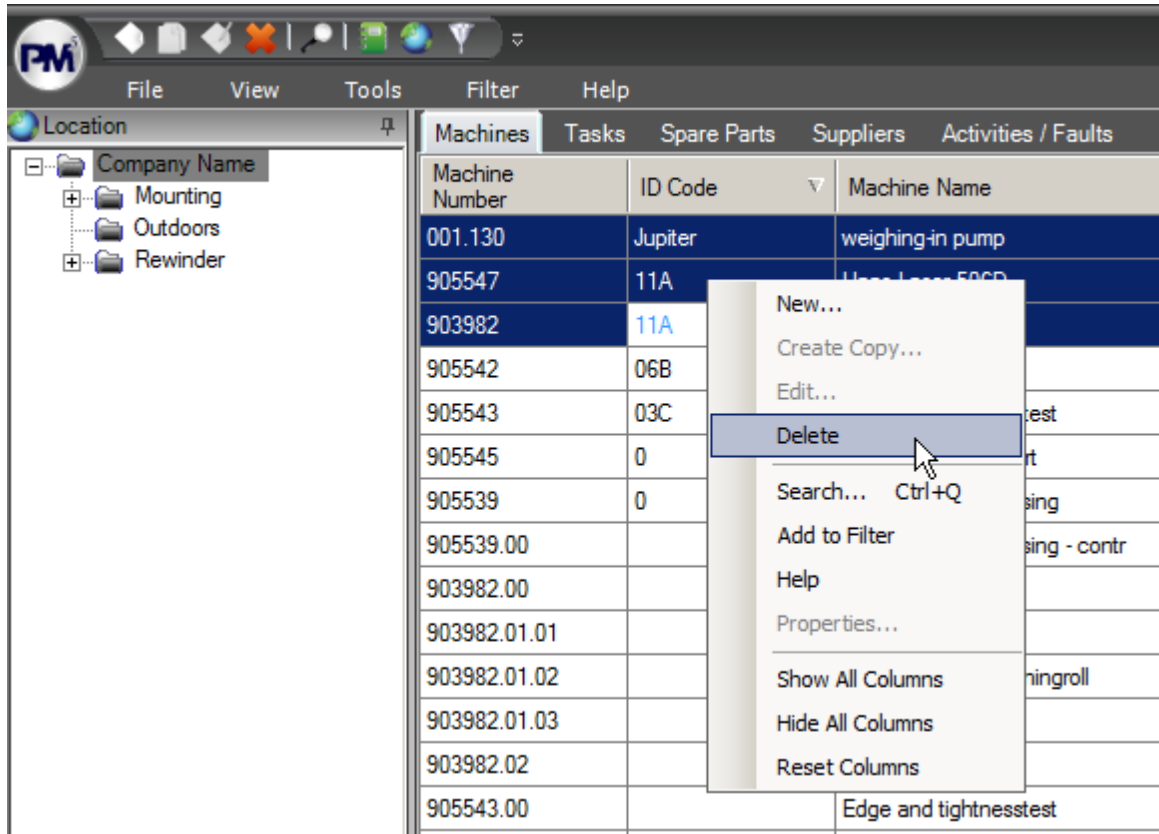 PM5
File View Tools Filter Help
Location
Machines Tasks Spare Parts Suppliers Activities / Faults
Company Name
Mounting
Outdoors
Rewinder
Machine
Number ID Code Machine Name
001.130 Jupiter weighing-in pump
905547 11A
903982 11A
905542 06B
905543 03C test
905545 0
905539 0 sing
905539.00 sing - contr
903982.00
903982.01.01
903982.01.02 ningroll
903982.01.03
903982.02
905543.00 Edge and tightnesstest
New...
Create Copy...
Edit...
Delete
Search... Ctrl+Q
Add to Filter
Help
Properties...
Show All Columns
Hide All Columns
Reset Columns